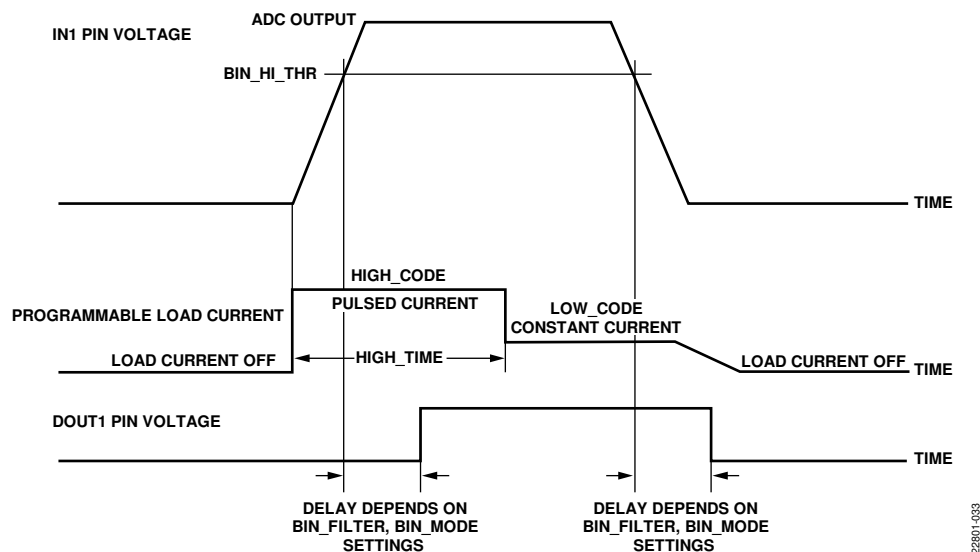 ADC OUTPUT
IN1 PIN VOLTAGE
BIN_HI_THR
TIME
HIGH_CODE
PULSED CURRENT
LOW_CODE
CONSTANT CURRENT
PROGRAMMABLE LOAD CURRENT
LOAD CURRENT OFF
HIGH_TIME
LOAD CURRENT OFF
TIME
DOUT1 PIN VOLTAGE
TIME
DELAY DEPENDS ON
BIN_FILTER, BIN_MODE
SETTINGS
DELAY DEPENDS ON
BIN_FILTER, BIN_MODE
SETTINGS
22801-033